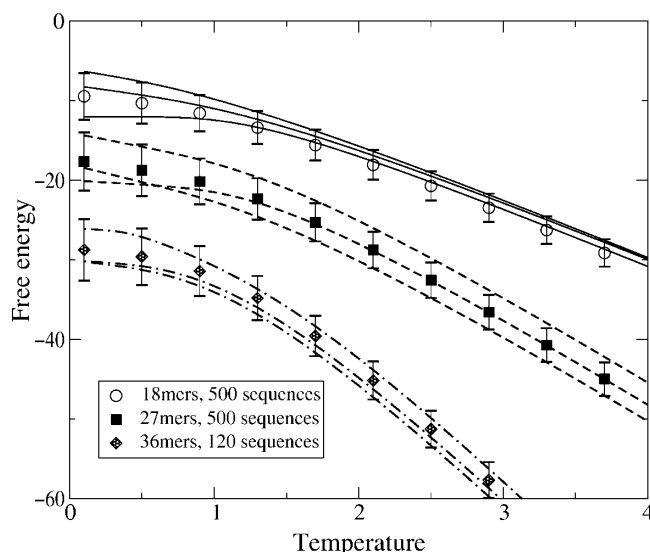 0
-20
-40
-60
Free energy
18mers, 500 sequences
27mers, 500 sequences
36mers, 120 sequences
0
1
2
3
4
Temperature